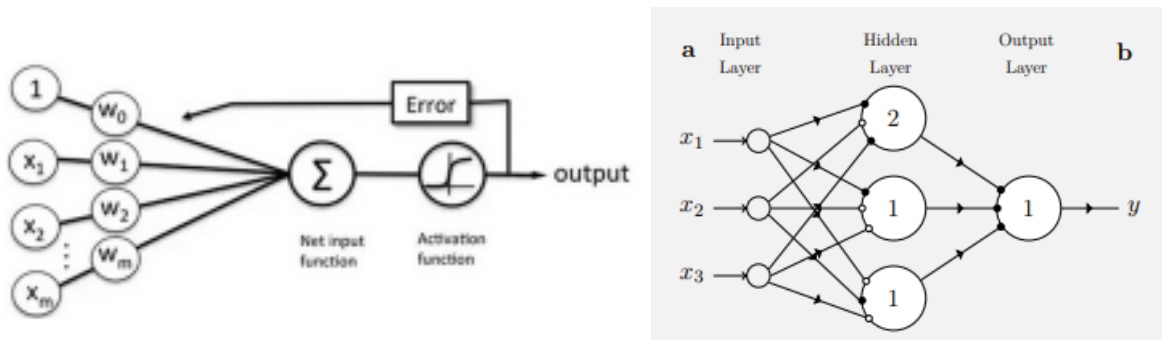 1
w₀
x₁
w₁
x₂
w₂
⋮
wₘ
xₘ
Σ
Net input
function
Activation
function
Error
output
a
Input
Layer
Hidden
Layer
Output
Layer
b
x₁
x₂
x₃
2
1
1
1
y